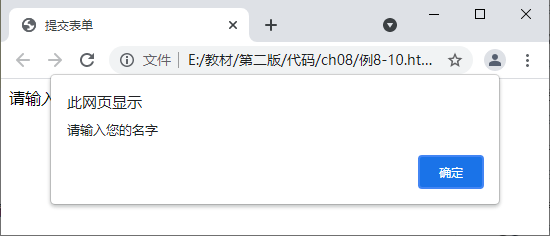 提交表单
文件 E:/教材/第二版/代码/ch08/例8-10.ht...
请输入
此网页显示
请输入您的名字
确定